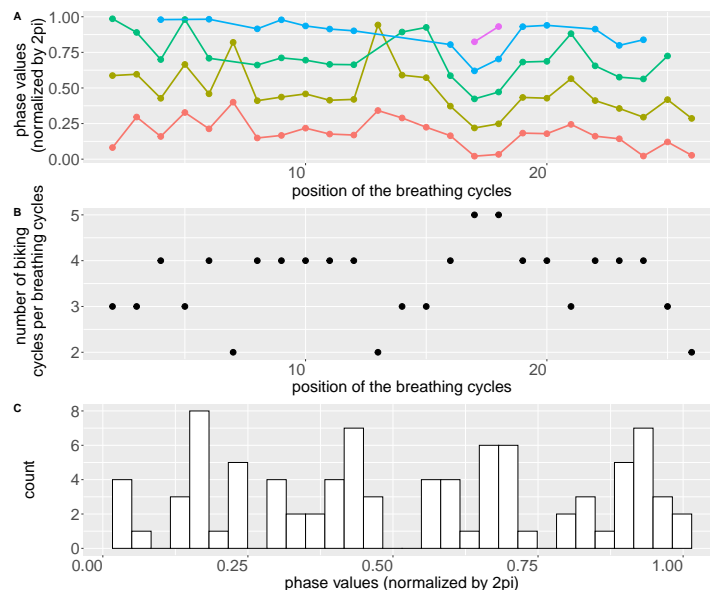 A
phase values
(normalized by 2pi)
1.00
0.75
0.50
0.25
0.00
10
20
position of the breathing cycles
B
number of biking
cycles per breathing cycles
5
4
3
2
10
20
position of the breathing cycles
C
count
8
6
4
2
0
0.00
0.25
0.50
0.75
1.00
phase values (normalized by 2pi)